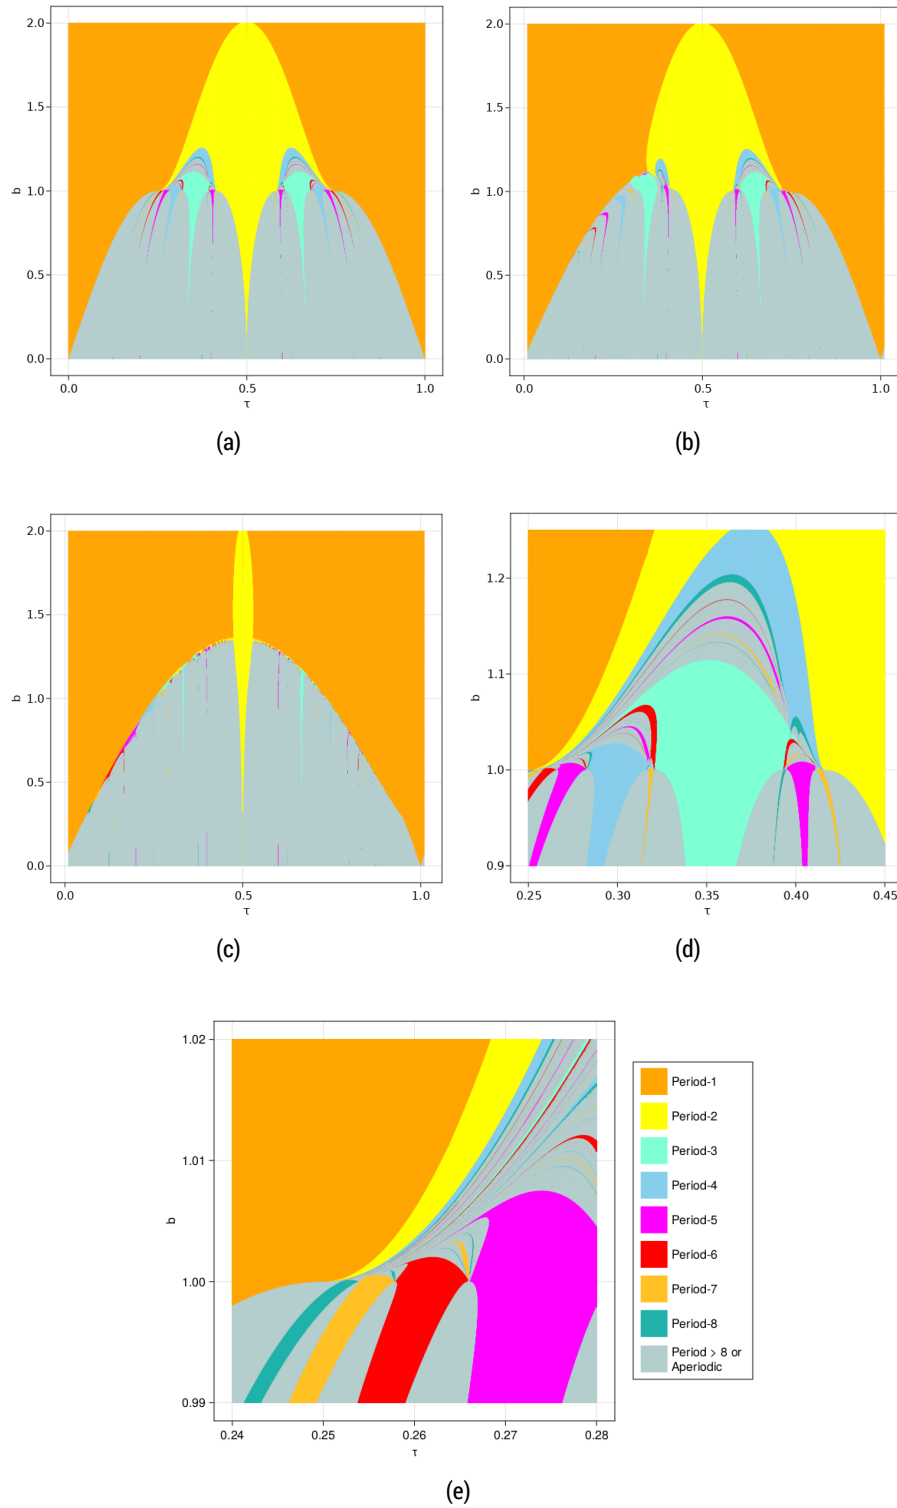 2.0
1.5
1.0
0.5
0.0
b
0.0
0.5
1.0
τ
(a)
2.0
1.5
1.0
0.5
0.0
b
0.0
0.5
1.0
τ
(b)
2.0
1.5
1.0
0.5
0.0
b
0.0
0.5
1.0
τ
(c)
1.2
1.1
1.0
0.9
b
0.25
0.30
0.35
0.40
0.45
τ
(d)
1.02
1.01
1.00
0.99
b
0.24
0.25
0.26
0.27
0.28
τ
Period-1
Period-2
Period-3
Period-4
Period-5
Period-6
Period-7
Period-8
Period > 8 or
Aperiodic
(e)